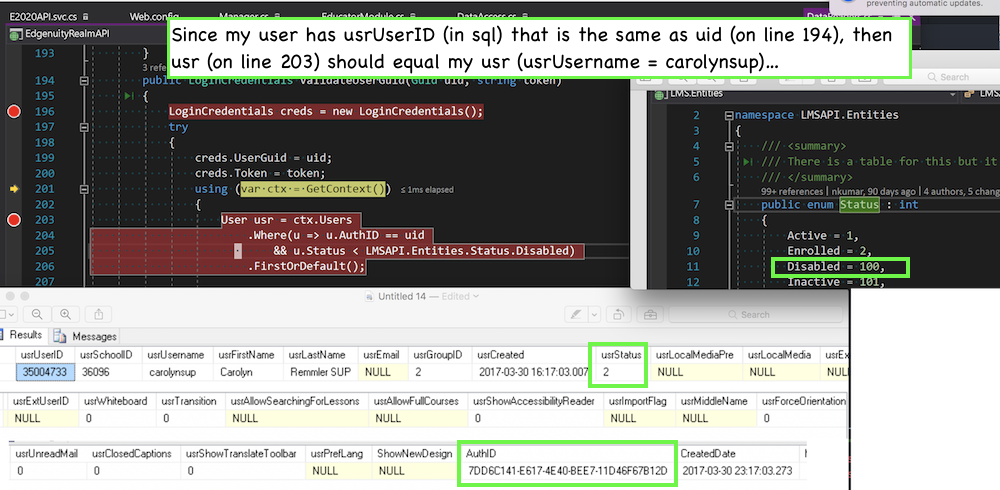 E2020API.svc.cs
Web.config
Manager.cs
EducatorModule.cs
DataAccess.cs
preventing automatic updates.
EdgenuityRealmAPI
Since my user has usrUserID (in sql) that is the same as uid (on line 194), then
usr (on line 203) should equal my usr (usrUsername = carolynsup)...
193 }
3 refe
194 public LoginCredentials ValidateUserGuid(Guid uid, string token)
195 {
196 LoginCredentials creds = new LoginCredentials();
197 try
198 {
199 creds.UserGuid = uid;
200 creds.Token = token;
201 using (var ctx = GetContext()) ≤ 1ms elapsed
202 {
203 User usr = ctx.Users
204 .Where(u => u.AuthID == uid
205 && u.Status < LMSAPI.Entities.Status.Disabled)
206 .FirstOrDefault();
207
Search
LMS.Entities
LMSAPI.Entities
2 namespace LMSAPI.Entities
3 {
4 /// <summary>
5 /// There is a table for this but it
6 /// </summary>
99+ references | nkumar, 90 days ago | 4 authors, 5 chang
7 public enum Status : int
8 {
9 Active = 1,
10 Enrolled = 2,
11 Disabled = 100,
12 Inactive = 101,
Untitled 14 — Edited
Search
Results Messages
usrUserID usrSchoolID usrUsername usrFirstName usrLastName usrEmail usrGroupID usrCreated usrStatus usrLocalMediaPre usrLocalMedia usrEx
35004733 36096 carolynsup Carolyn Remmler SUP NULL 2 2017-03-30 16:17:03.007 2 NULL NULL
usrExtUserID usrWhiteboard usrTransition usrAllowSearchingForLessons usrAllowFullCourses usrShowAccessibilityReader usrImportFlag usrMiddleName usrForceOrientation
NULL 0 0 NULL NULL 0 NULL NULL 0
usrUnreadMail usrClosedCaptions usrShowTranslateToolbar usrPrefLang ShowNewDesign AuthID CreatedDate
0 0 0 NULL NULL 7DD6C141-E617-4E40-BEE7-11D46F67B12D 2017-03-30 23:17:03.273